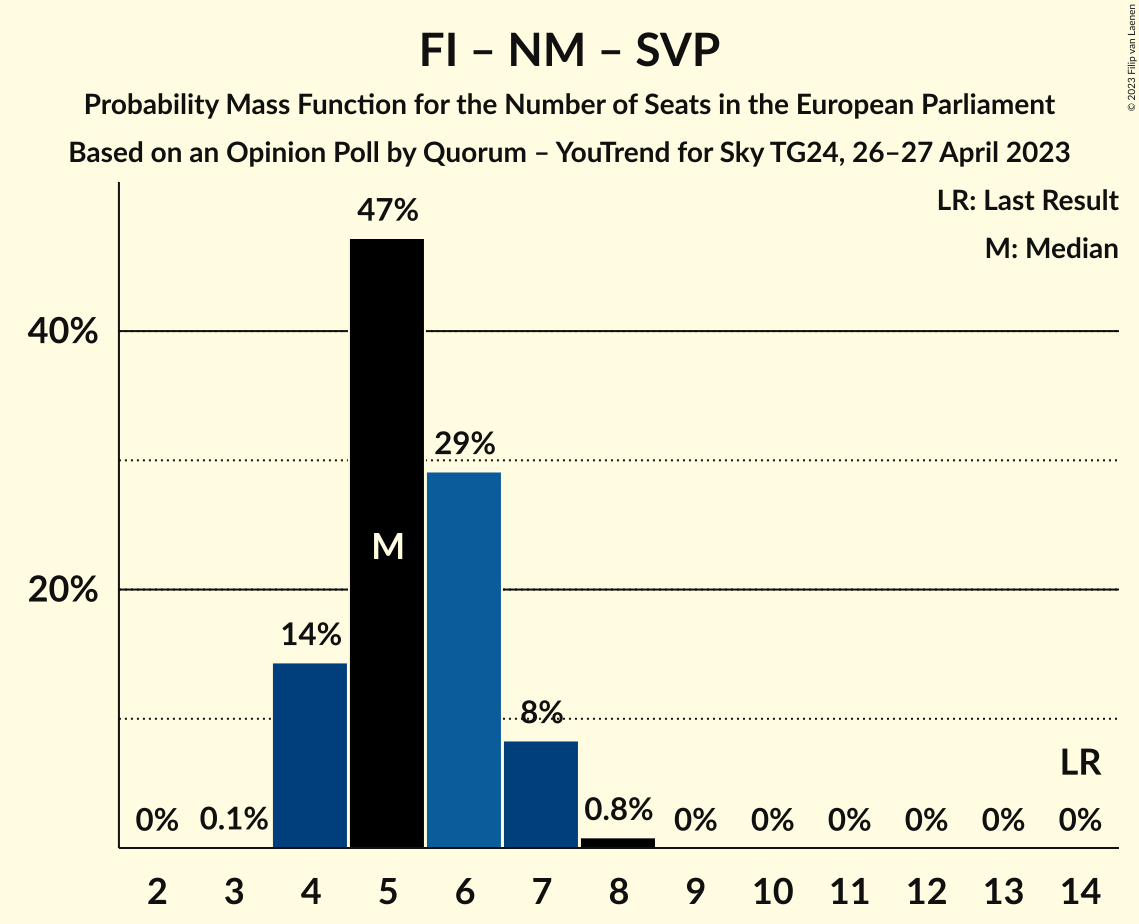 FI – NM – SVP
Probability Mass Function for the Number of Seats in the European Parliament
Based on an Opinion Poll by Quorum – YouTrend for Sky TG24, 26–27 April 2023
© 2023 Filip van Laenen
LR: Last Result
M: Median
47%
40%
29%
M
20%
14%
8%
LR
0% 0.1% 0.8% 0% 0% 0% 0% 0% 0%
2 3 4 5 6 7 8 9 10 11 12 13 14